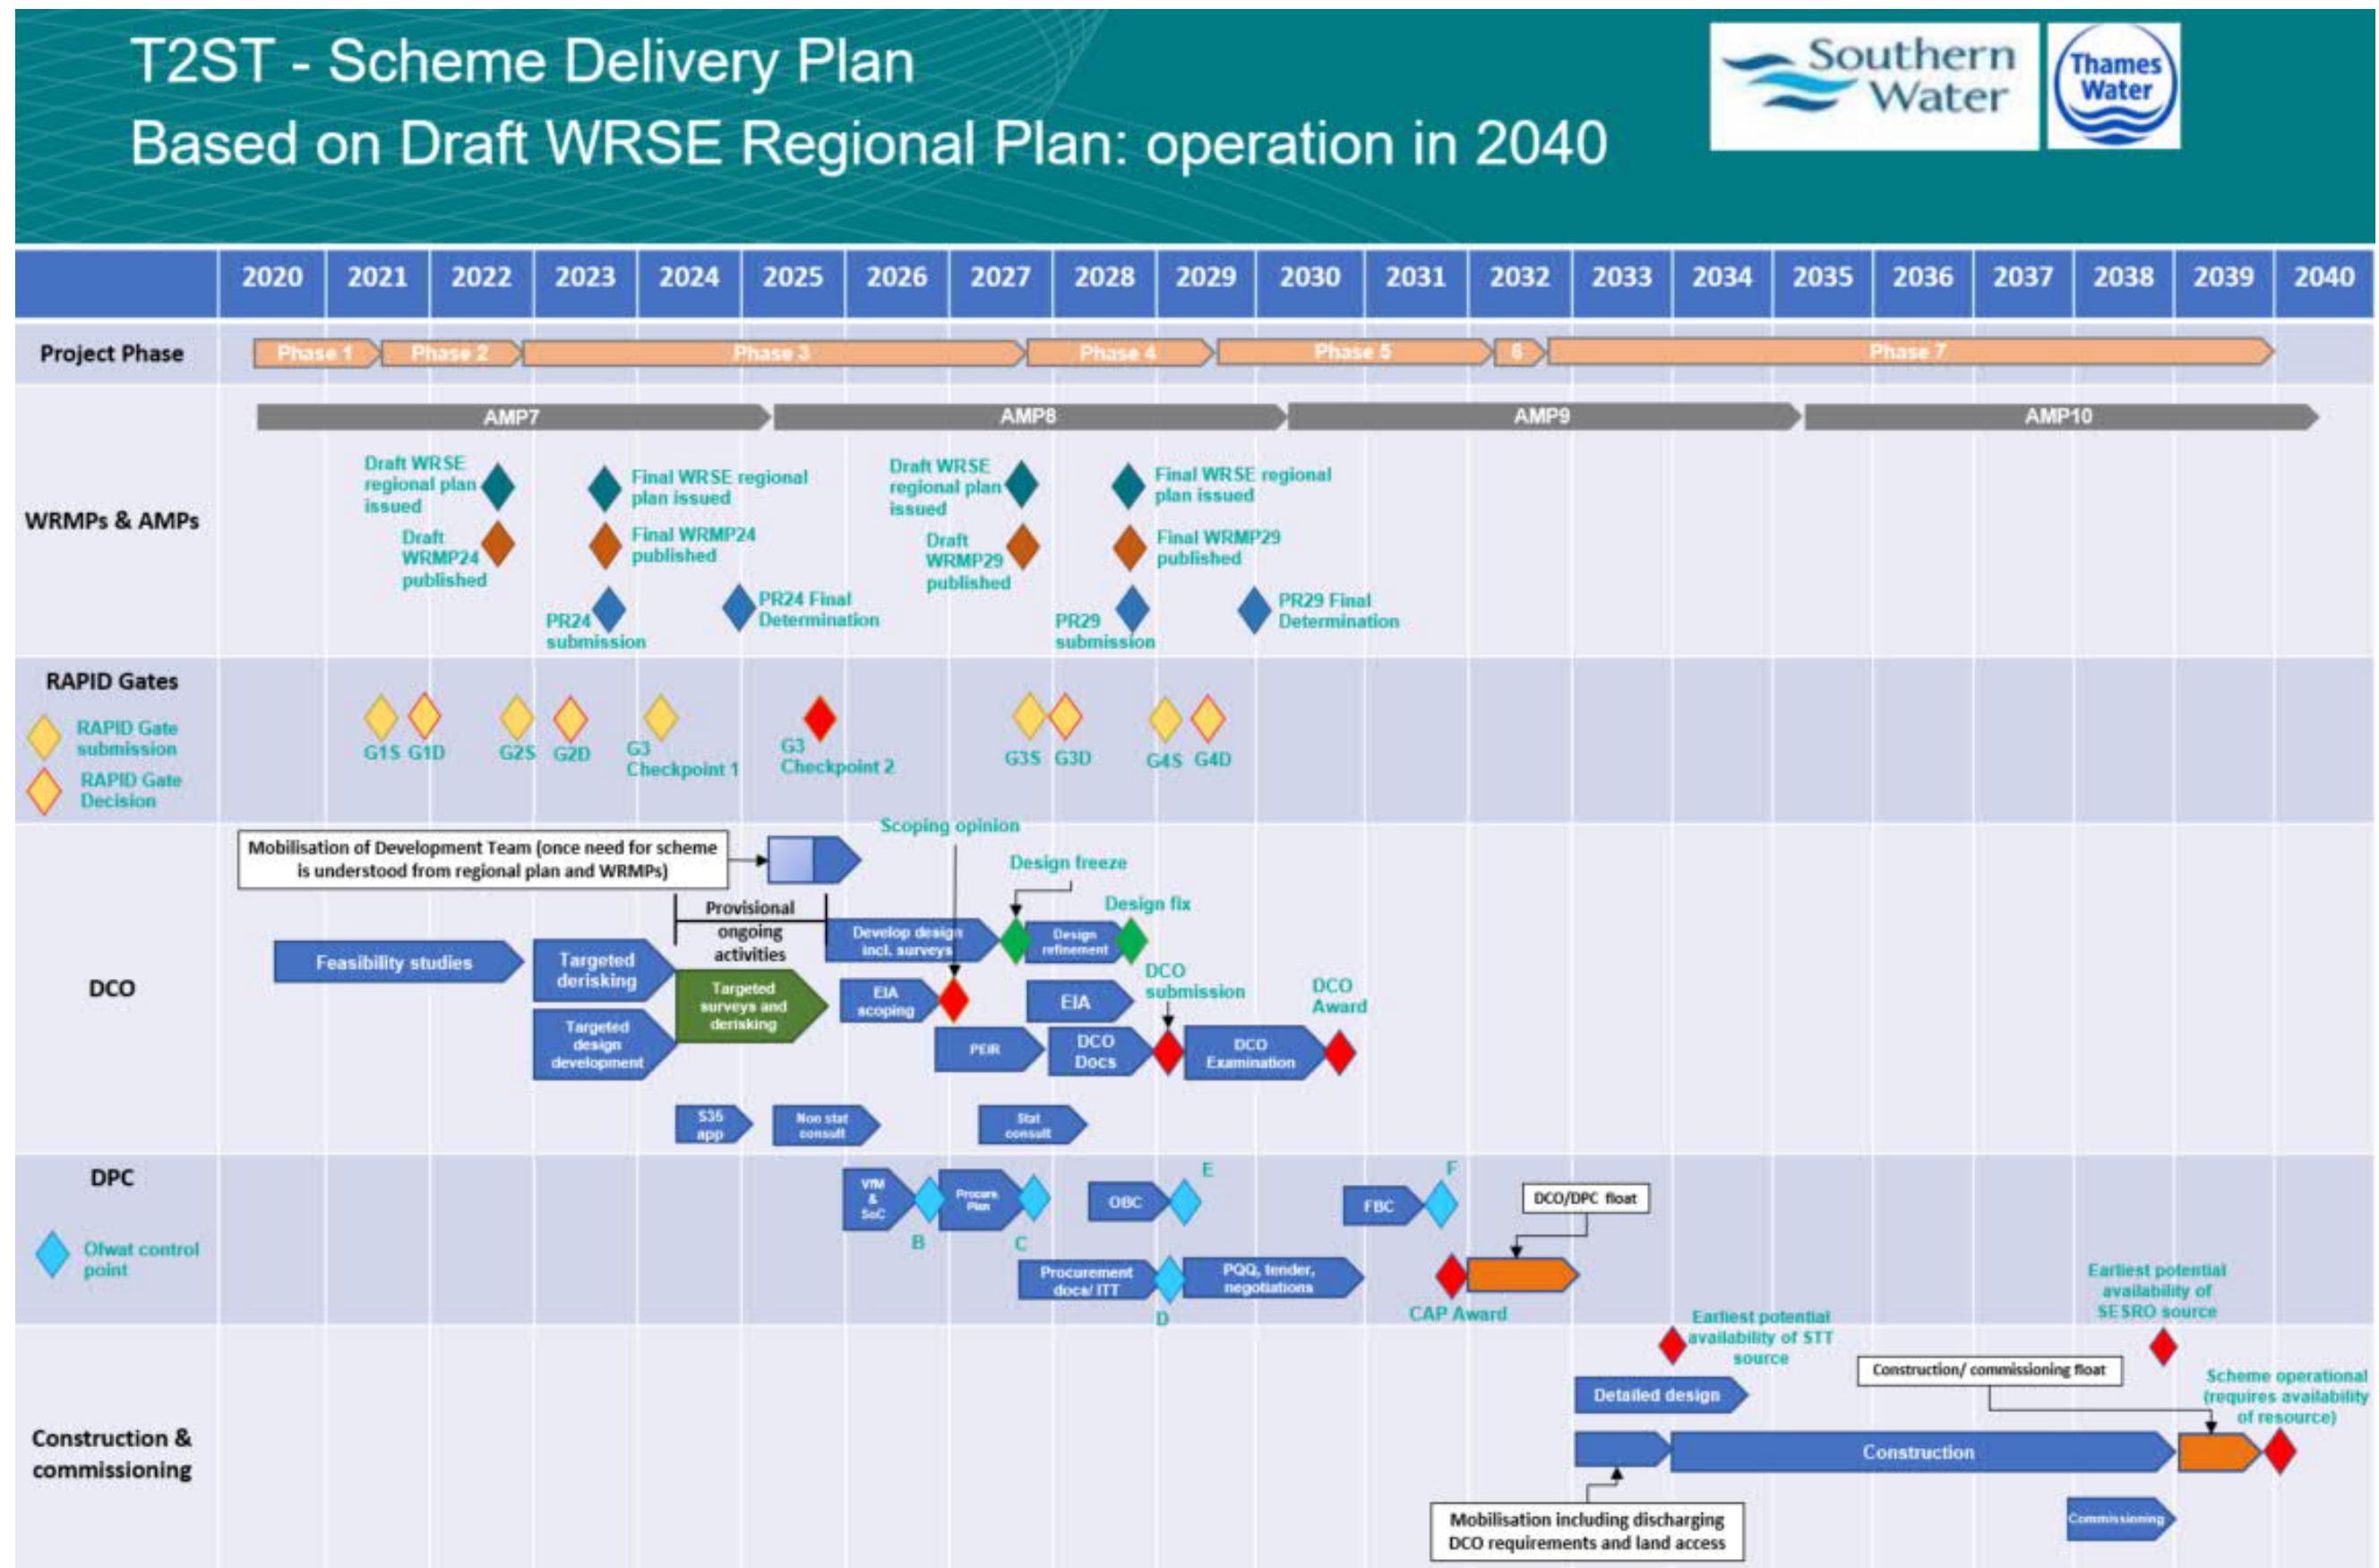 T2ST - Scheme Delivery Plan
Based on Draft WRSE Regional Plan: operation in 2040
Southern
Water
Thames
Water
2020 2021 2022 2023 2024 2025 2026 2027 2028 2029 2030 2031 2032 2033 2034 2035 2036 2037 2038 2039 2040
Project Phase
Phase 1 Phase 2 Phase 3 Phase 4 Phase 5 6 Phase 7
WRMPs & AMPs
AMP7 AMP8 AMP9 AMP10
Draft WRSE
regional plan
issued
Final WRSE regional
plan issued
Draft WRSE
regional plan
issued
Final WRSE regional
plan issued
Draft
WRMP24
published
Final WRMP24
published
Draft
WRMP29
published
Final WRMP29
published
PR24
submission
PR24 Final
Determination
PR29
submission
PR29 Final
Determination
RAPID Gates
RAPID Gate
submission
RAPID Gate
Decision
G1S G1D
G2S G2D
G3
Checkpoint 1
G3
Checkpoint 2
G3S G3D
G4S G4D
DCO
Mobilisation of Development Team (once need for scheme
is understood from regional plan and WRMPs)
Scoping opinion
Design freeze
Design fix
Provisional
ongoing
activities
Feasibility studies
Targeted
derisking
Targeted
design
development
Targeted
surveys and
derisking
Develop design
incl. surveys
Design
refinement
EIA
scoping
EIA
DCO
submission
DCO
Award
PEIR
DCO
Docs
DCO
Examination
S35
app
Non stat
consult
Stat
consult
DPC
Ofwat control
point
VfM
&
SoC
B
Procure.
Plan
C
OBC
E
FBC
F
DCO/DPC float
Procurement
docs/ ITT
D
PQQ, tender,
negotiations
CAP Award
Construction &
commissioning
Earliest potential
availability of STT
source
Earliest potential
availability of
SESRO source
Detailed design
Construction/ commissioning float
Scheme operational
(requires availability
of resource)
Construction
Mobilisation including discharging
DCO requirements and land access
Commissioning